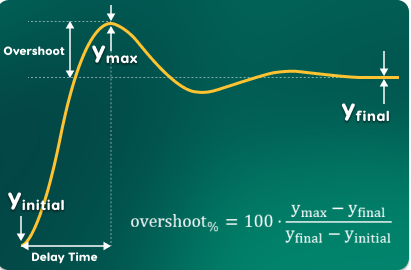 Overshoot
y_max
y_final
y_initial
overshoot_% = 100 · (y_max − y_final) / (y_final − y_initial)
Delay Time